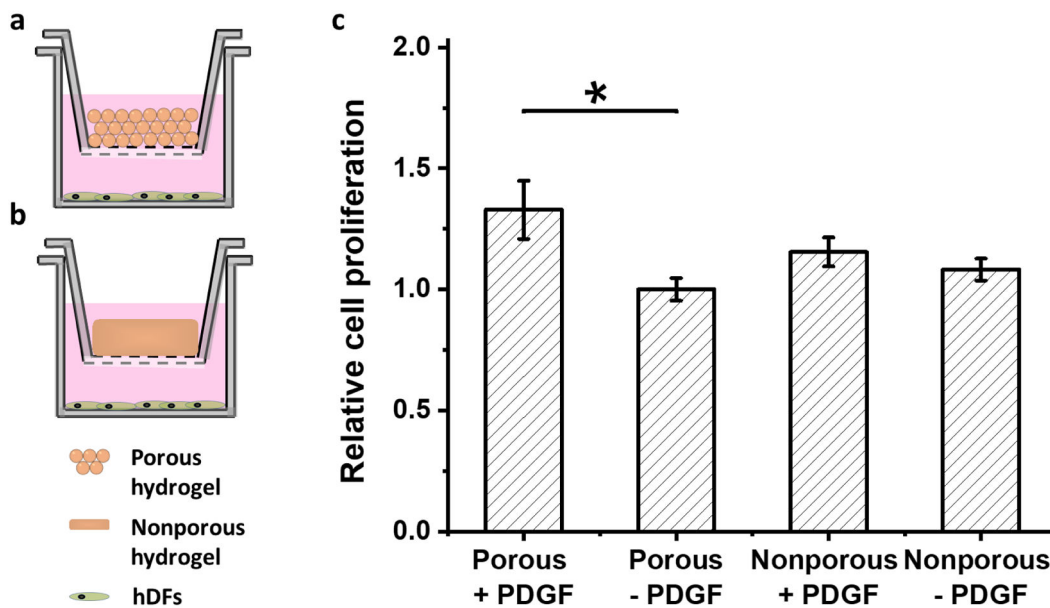 a
b
Porous
hydrogel
Nonporous
hydrogel
hDFs
c
Relative cell proliferation
2.0
1.5
1.0
0.5
0.0
*
Porous
+ PDGF
Porous
- PDGF
Nonporous
+ PDGF
Nonporous
- PDGF